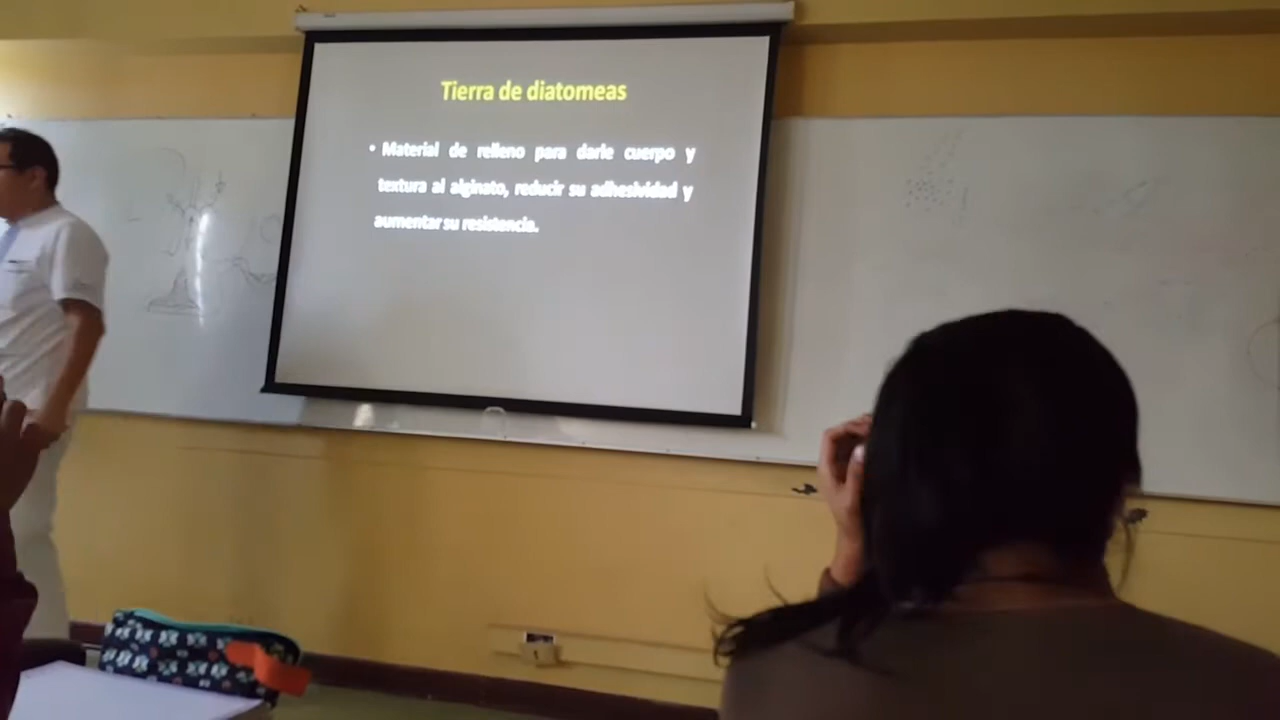 Tierra de diatomeas
• Material de relleno para darle cuerpo y
textura al alginato, reducir su adhesividad y
aumentar su resistencia.